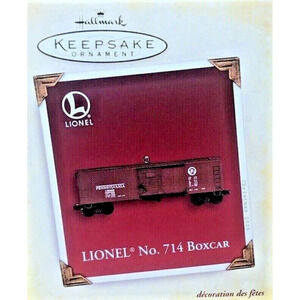 Hallmark
KEEPSAKE
ORNAMENT
L
LIONEL
PENNSYLVANIA
LIONEL® No. 714 BOXCAR
décoration des fêtes